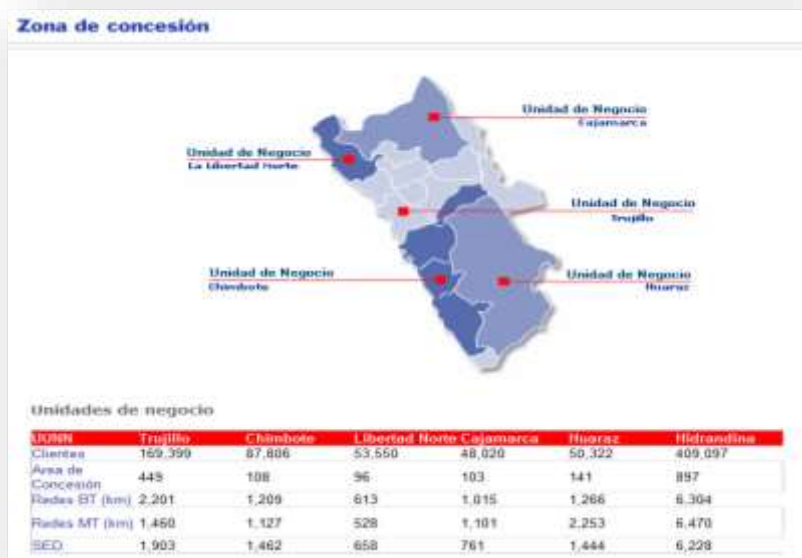 Zona de concesión
Unidad de Negocio
Cajamarca
Unidad de Negocio
La Libertad Norte
Unidad de Negocio
Trujillo
Unidad de Negocio
Chimbote
Unidad de Negocio
Huaraz
Unidades de negocio
UUNN Trujillo Chimbote Libertad Norte Cajamarca Huaraz Hidrandina
Clientes 169,399 87,806 53,550 48,020 50,322 409,097
Area de
Concesión 449 108 96 103 141 897
Redes BT (km) 2,201 1,209 613 1,015 1,266 6,304
Redes MT (km) 1,460 1,127 528 1,101 2,253 6,470
SED 1,903 1,462 658 761 1,444 6,228